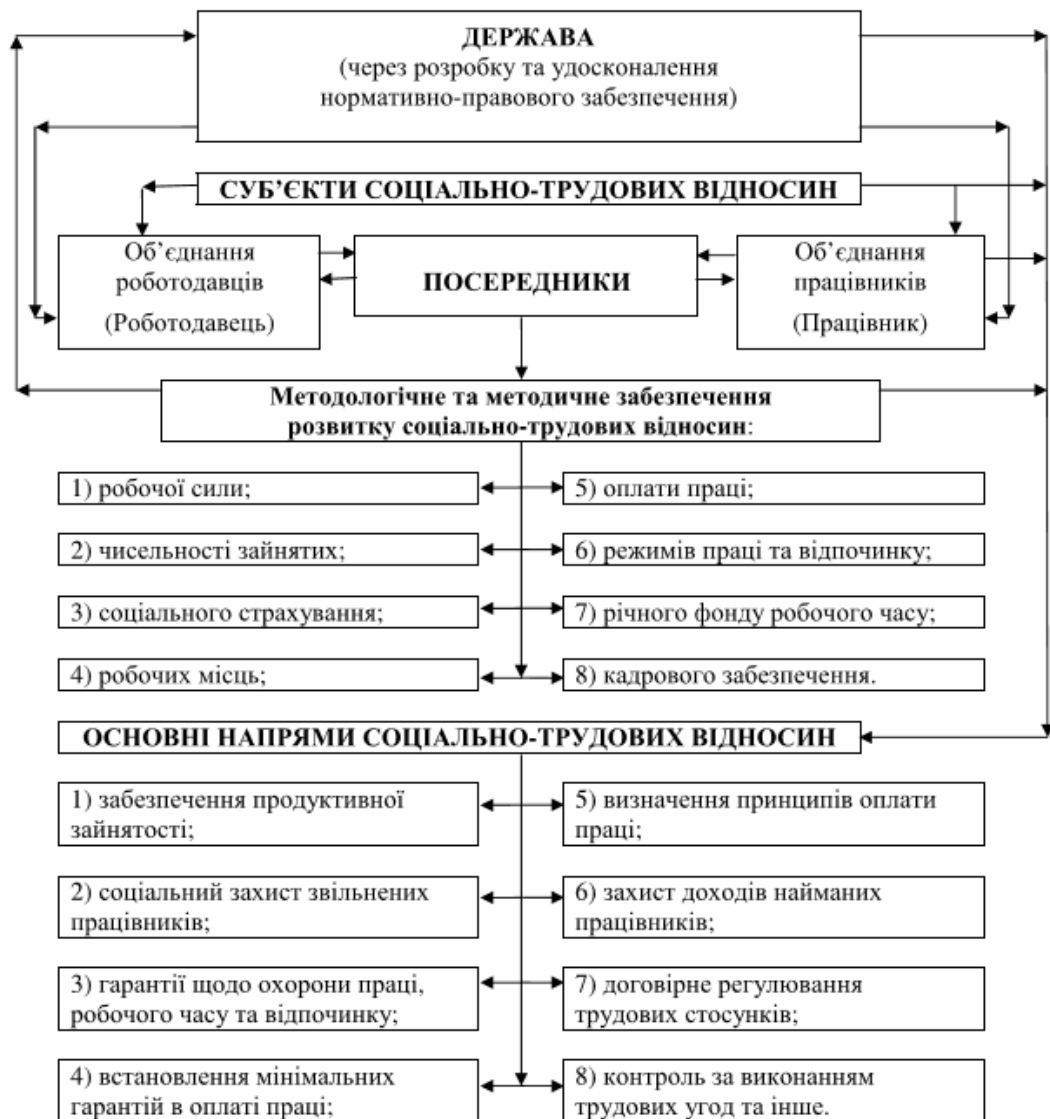 ДЕРЖАВА
(через розробку та удосконалення
нормативно-правового забезпечення)
СУБ’ЄКТИ СОЦІАЛЬНО-ТРУДОВИХ ВІДНОСИН
Об’єднання
роботодавців
(Роботодавець)
ПОСЕРЕДНИКИ
Об’єднання
працівників
(Працівник)
Методологічне та методичне забезпечення
розвитку соціально-трудових відносин:
1) робочої сили;
5) оплати праці;
2) чисельності зайнятих;
6) режимів праці та відпочинку;
3) соціального страхування;
7) річного фонду робочого часу;
4) робочих місць;
8) кадрового забезпечення.
ОСНОВНІ НАПРЯМИ СОЦІАЛЬНО-ТРУДОВИХ ВІДНОСИН
1) забезпечення продуктивної
зайнятості;
5) визначення принципів оплати
праці;
2) соціальний захист звільнених
працівників;
6) захист доходів найманих
працівників;
3) гарантії щодо охорони праці,
робочого часу та відпочинку;
7) договірне регулювання
трудових стосунків;
4) встановлення мінімальних
гарантій в оплаті праці;
8) контроль за виконанням
трудових угод та інше.